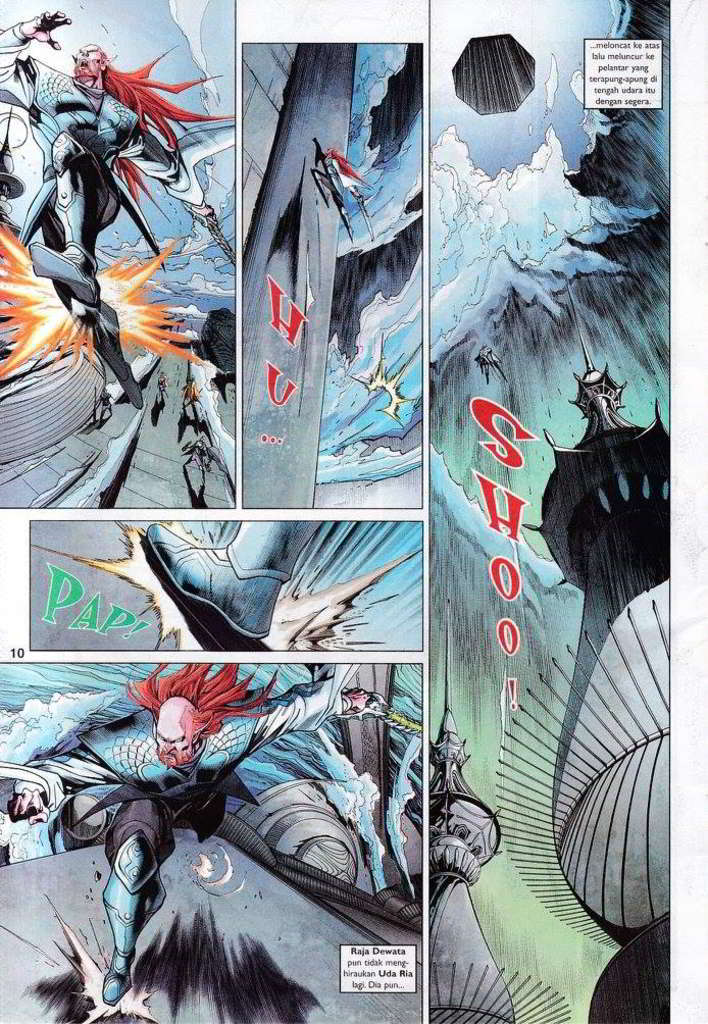 HU...
PAP!
10
Raja Dewata
pun tidak meng-
hiraukan Uda Ria
lagi. Dia pun...
...meloncat ke atas
lalu meluncur ke
pelantar yang
terapung-apung di
tengah udara itu
dengan segera.
SHOOO!